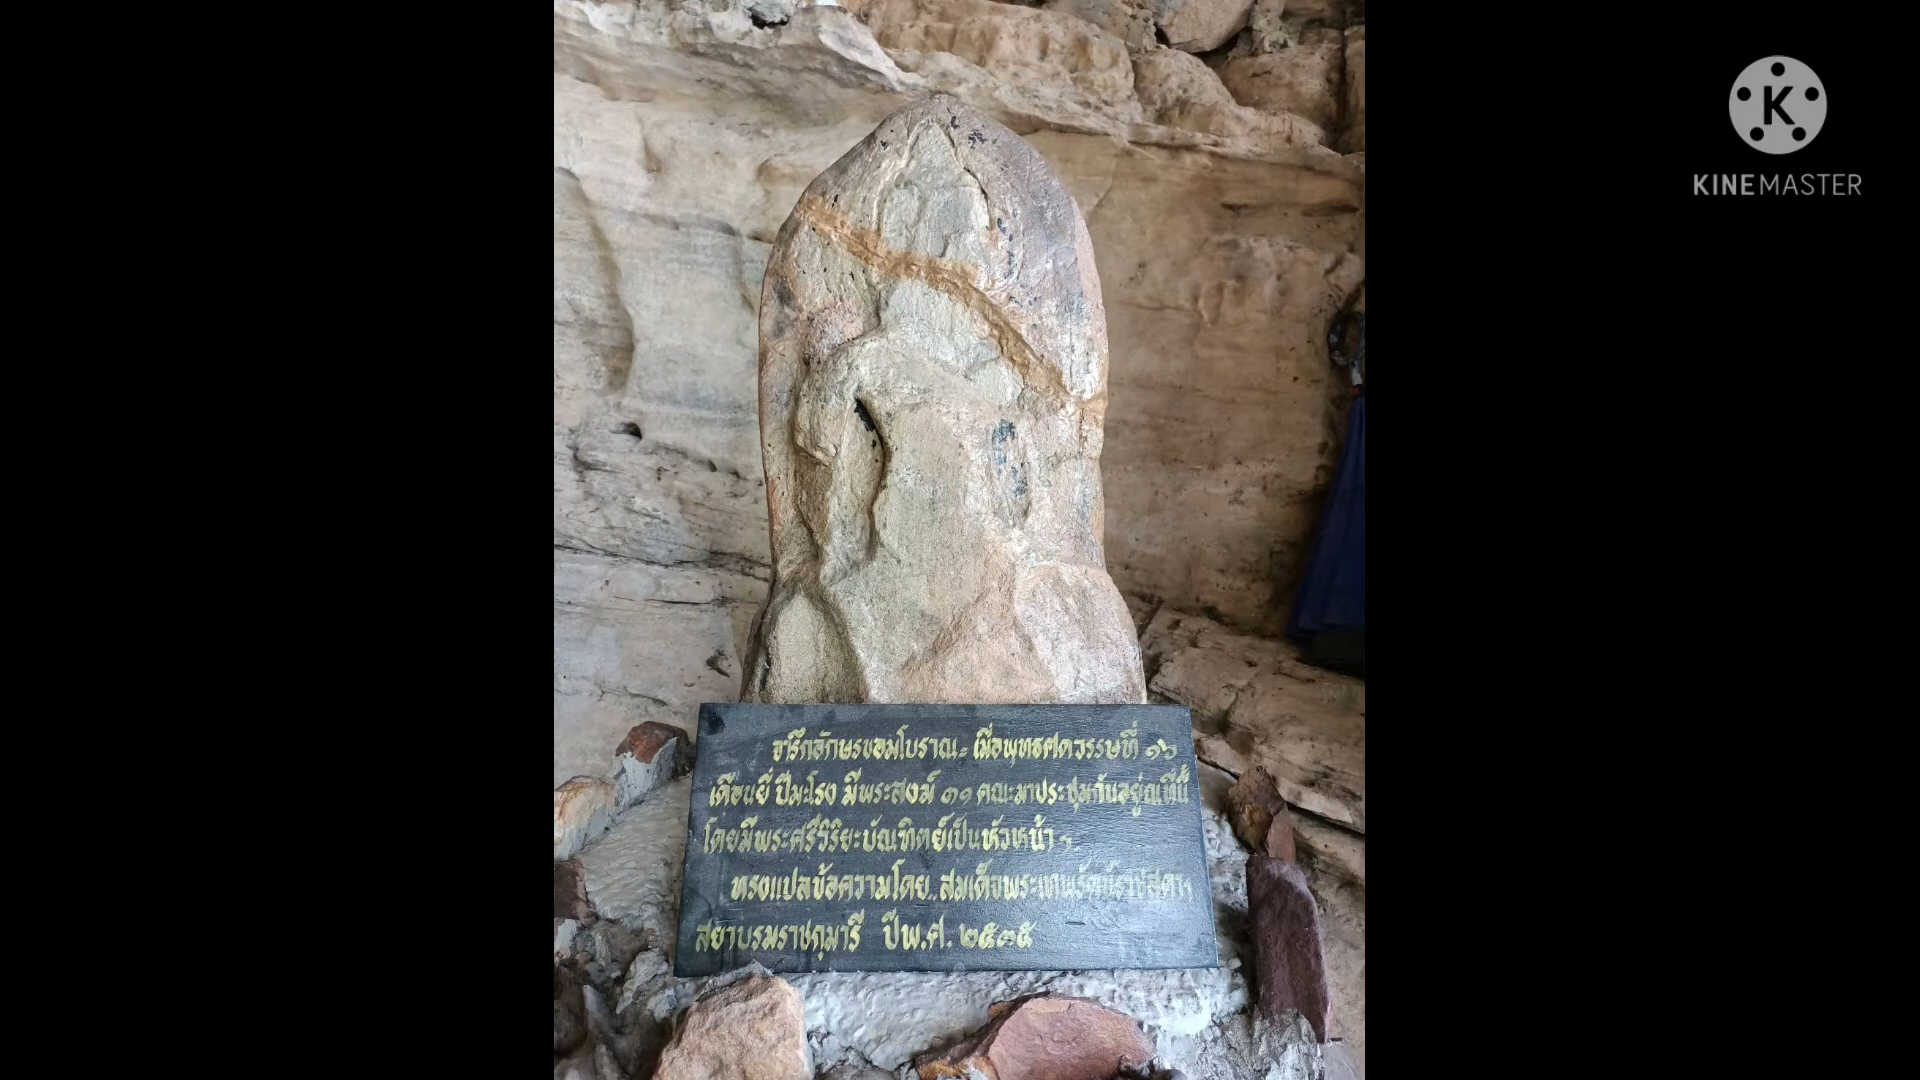 จารึกอักษรขอมโบราณ เมื่อพุทธศตวรรษที่ ๑๖
เดือนยี่ ปีมะโรง มีพระสงฆ์ ๓๑ คณะมาประชุมกันอยู่ณที่นี้
โดยมีพระศรีวิริยะบัณฑิตย์เป็นหัวหน้า ฯ
ทรงแปลข้อความโดย.. สมเด็จพระเทพรัตน์ราชสุดาฯ
สยาบรมราชกุมารี ปีพ.ศ. ๒๕๓๕
K
KINEMASTER